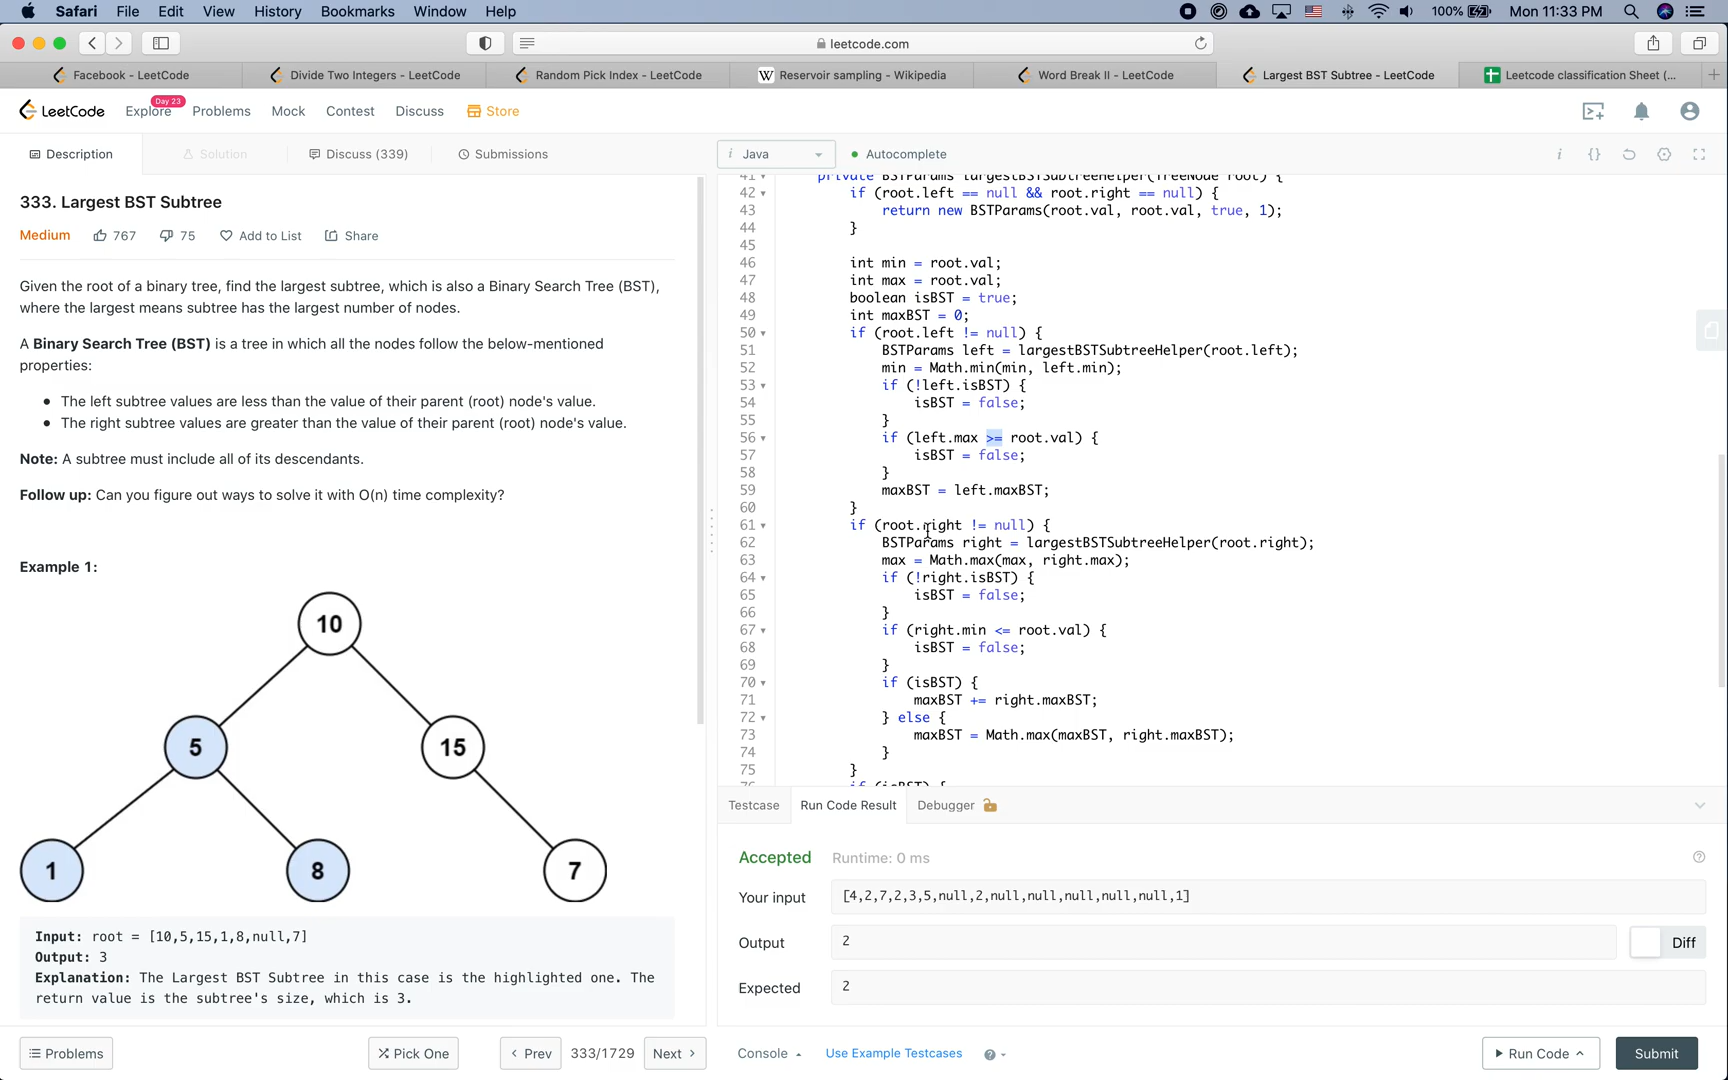 Safari File Edit View History Bookmarks Window Help 100% Mon 11:33 PM
leetcode.com
Facebook - LeetCode Divide Two Integers - LeetCode Random Pick Index - LeetCode W Reservoir sampling - Wikipedia Word Break II - LeetCode Largest BST Subtree - LeetCode Leetcode classification Sheet (...
LeetCode Explore Day 23 Problems Mock Contest Discuss Store
Description Solution Discuss (339) Submissions
i Java Autocomplete
333. Largest BST Subtree
Medium 767 75 Add to List Share
Given the root of a binary tree, find the largest subtree, which is also a Binary Search Tree (BST),
where the largest means subtree has the largest number of nodes.
A Binary Search Tree (BST) is a tree in which all the nodes follow the below-mentioned
properties:
The left subtree values are less than the value of their parent (root) node's value.
The right subtree values are greater than the value of their parent (root) node's value.
Note: A subtree must include all of its descendants.
Follow up: Can you figure out ways to solve it with O(n) time complexity?
Example 1:
10
5
15
1
8
7
Input: root = [10,5,15,1,8,null,7]
Output: 3
Explanation: The Largest BST Subtree in this case is the highlighted one. The
return value is the subtree's size, which is 3.
41 private BSTParams largestBSTSubtreeHelper(TreeNode root) {
42 if (root.left == null && root.right == null) {
43 return new BSTParams(root.val, root.val, true, 1);
44 }
45
46 int min = root.val;
47 int max = root.val;
48 boolean isBST = true;
49 int maxBST = 0;
50 if (root.left != null) {
51 BSTParams left = largestBSTSubtreeHelper(root.left);
52 min = Math.min(min, left.min);
53 if (!left.isBST) {
54 isBST = false;
55 }
56 if (left.max >= root.val) {
57 isBST = false;
58 }
59 maxBST = left.maxBST;
60 }
61 if (root.right != null) {
62 BSTParams right = largestBSTSubtreeHelper(root.right);
63 max = Math.max(max, right.max);
64 if (!right.isBST) {
65 isBST = false;
66 }
67 if (right.min <= root.val) {
68 isBST = false;
69 }
70 if (isBST) {
71 maxBST += right.maxBST;
72 } else {
73 maxBST = Math.max(maxBST, right.maxBST);
74 }
75 }
76 if (isBST) {
Testcase Run Code Result Debugger
Accepted Runtime: 0 ms
Your input [4,2,7,2,3,5,null,2,null,null,null,null,null,1]
Output 2 Diff
Expected 2
Problems Pick One Prev 333/1729 Next Console Use Example Testcases Run Code Submit